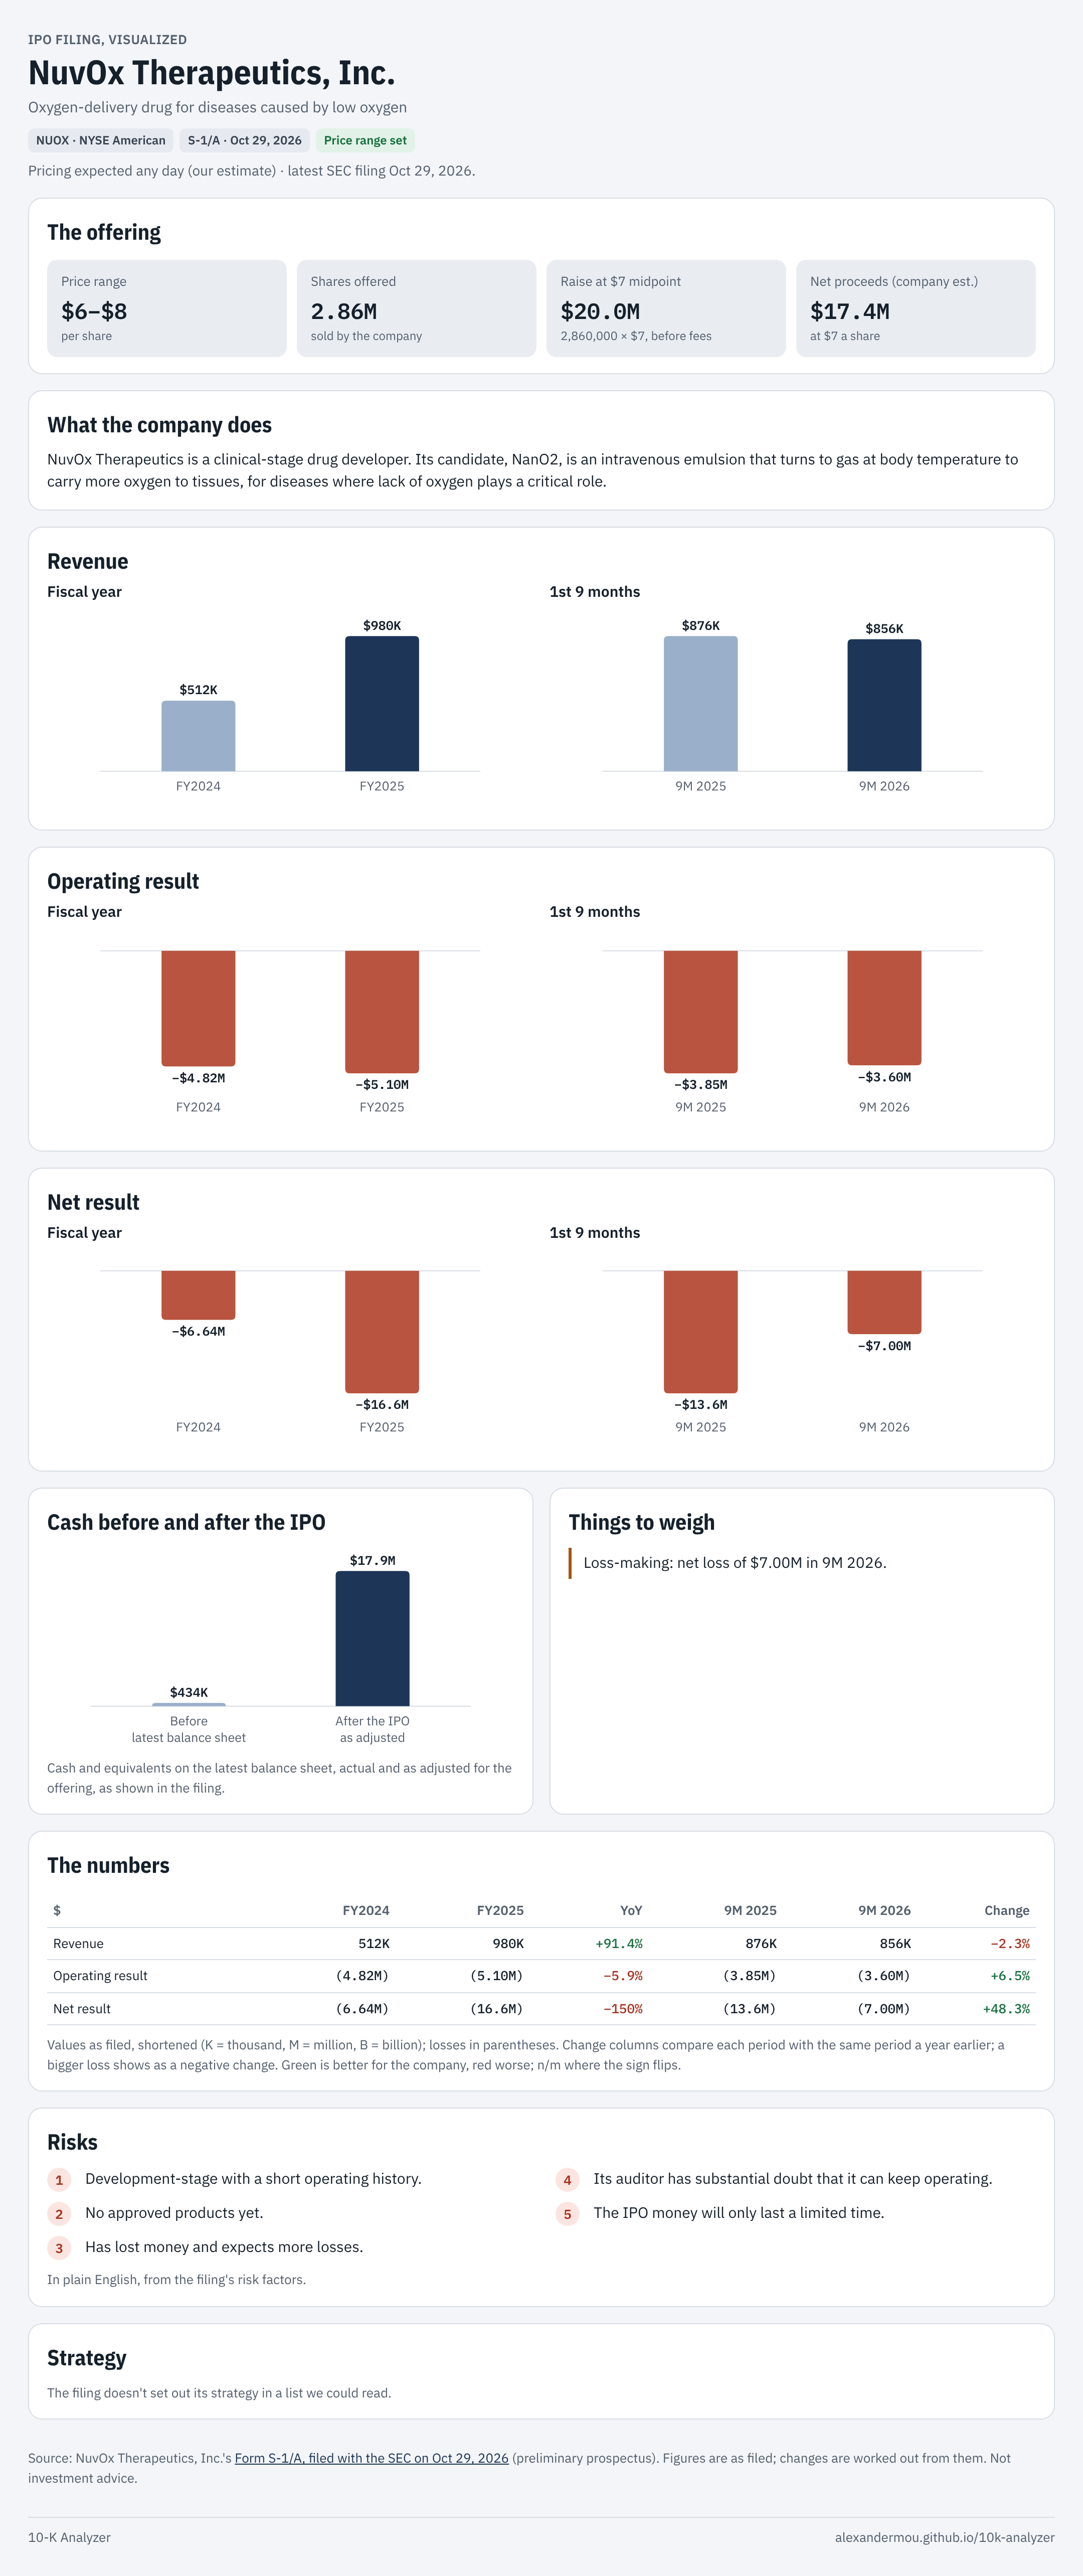 IPO FILING, VISUALIZED
NuvOx Therapeutics, Inc.
Oxygen-delivery drug for diseases caused by low oxygen
NUOX · NYSE American
S-1/A · Oct 29, 2026
Price range set
Pricing expected any day (our estimate) · latest SEC filing Oct 29, 2026.
The offering
Price range
$6–$8
per share
Shares offered
2.86M
sold by the company
Raise at $7 midpoint
$20.0M
2,860,000 × $7, before fees
Net proceeds (company est.)
$17.4M
at $7 a share
What the company does
NuvOx Therapeutics is a clinical-stage drug developer. Its candidate, NanO2, is an intravenous emulsion that turns to gas at body temperature to
carry more oxygen to tissues, for diseases where lack of oxygen plays a critical role.
Revenue
Fiscal year
$512K
$980K
FY2024
FY2025
1st 9 months
$876K
$856K
9M 2025
9M 2026
Operating result
Fiscal year
−$4.82M
−$5.10M
FY2024
FY2025
1st 9 months
−$3.85M
−$3.60M
9M 2025
9M 2026
Net result
Fiscal year
−$6.64M
−$16.6M
FY2024
FY2025
1st 9 months
−$13.6M
−$7.00M
9M 2025
9M 2026
Cash before and after the IPO
$434K
$17.9M
Before
latest balance sheet
After the IPO
as adjusted
Cash and equivalents on the latest balance sheet, actual and as adjusted for the
offering, as shown in the filing.
Things to weigh
Loss-making: net loss of $7.00M in 9M 2026.
The numbers
$ FY2024 FY2025 YoY 9M 2025 9M 2026 Change
Revenue 512K 980K +91.4% 876K 856K −2.3%
Operating result (4.82M) (5.10M) −5.9% (3.85M) (3.60M) +6.5%
Net result (6.64M) (16.6M) −150% (13.6M) (7.00M) +48.3%
Values as filed, shortened (K = thousand, M = million, B = billion); losses in parentheses. Change columns compare each period with the same period a year earlier; a
bigger loss shows as a negative change. Green is better for the company, red worse; n/m where the sign flips.
Risks
1 Development-stage with a short operating history.
2 No approved products yet.
3 Has lost money and expects more losses.
4 Its auditor has substantial doubt that it can keep operating.
5 The IPO money will only last a limited time.
In plain English, from the filing's risk factors.
Strategy
The filing doesn't set out its strategy in a list we could read.
Source: NuvOx Therapeutics, Inc.'s Form S-1/A, filed with the SEC on Oct 29, 2026 (preliminary prospectus). Figures are as filed; changes are worked out from them. Not
investment advice.
10-K Analyzer
alexandermou.github.io/10k-analyzer